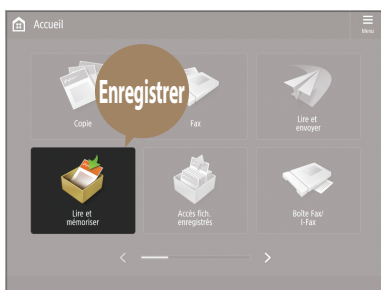 Accueil
Menu
Enregistrer
Copie
Fax
Lire et
envoyer
Lire et
mémoriser
Accès fich.
enregistrés
Boîte Fax/
I-Fax